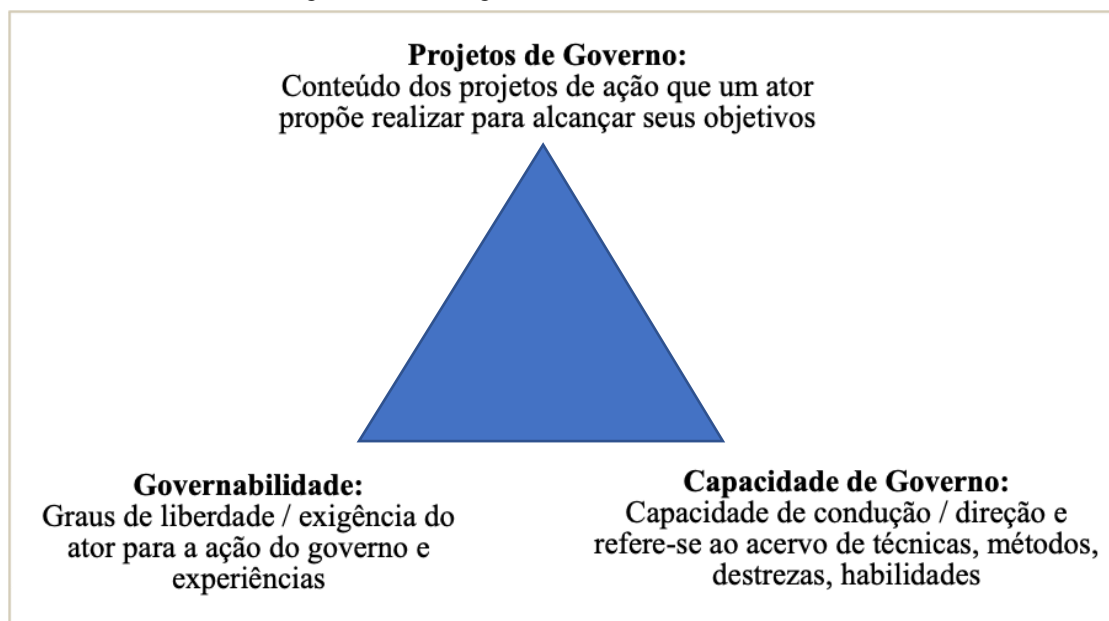 Projetos de Governo:
Conteúdo dos projetos de ação que um ator
propõe realizar para alcançar seus objetivos
Governabilidade:
Graus de liberdade / exigência do
ator para a ação do governo e
experiências
Capacidade de Governo:
Capacidade de condução / direção e
refere-se ao acervo de técnicas, métodos,
destrezas, habilidades